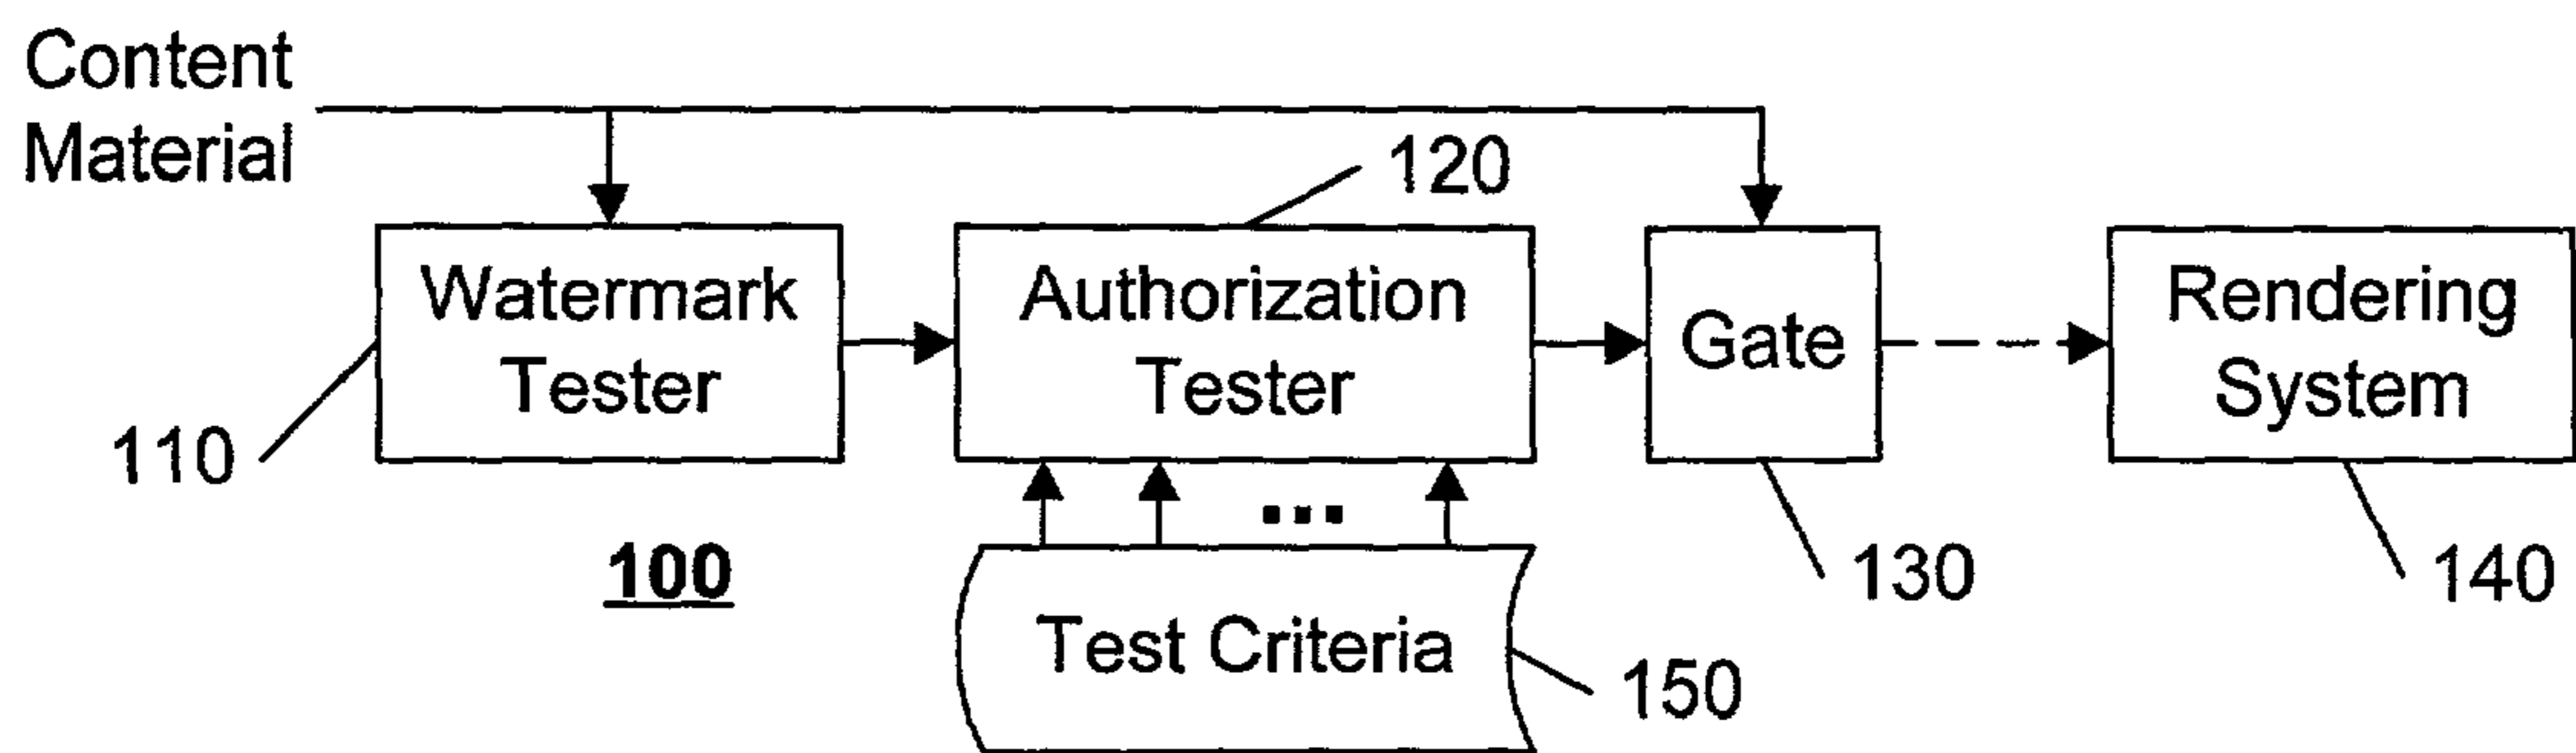 Content
Material
120
Watermark
Tester
Authorization
Tester
Gate
Rendering
System
110
...
100
130
140
Test Criteria
150